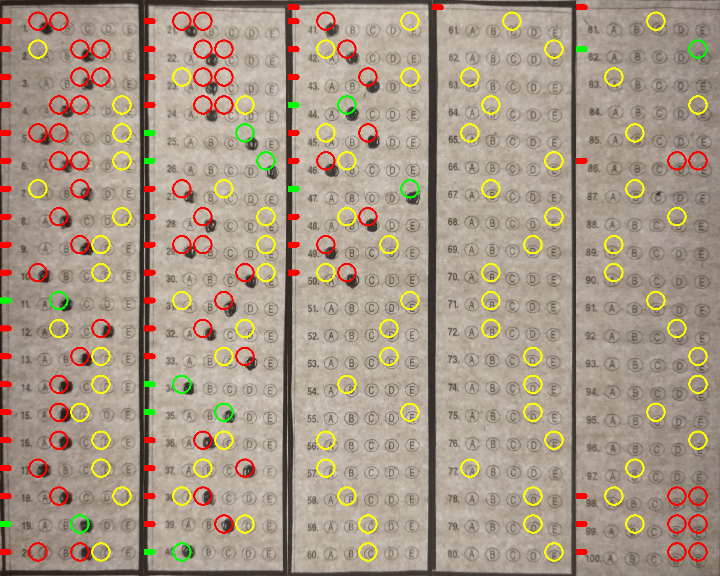 1. B C D E
2. A B D E
3. A B D E
4. A C D E
5. B C D E
6. A C D E
7. A B D E
8. A C D E
9. A B D E
10. B C D E
11. A C D E
12. A B C E
13. A B D E
14. A C D E
15. A C D E
16. A C D E
17. B C D E
18. A C D E
19. A B D E
20. A B D E
21. B C D E
22. A C D E
23. A C D E
24. A C D E
25. A B C E
26. A B C D
27. B C D E
28. A C D E
29. B C D E
30. A B C E
31. A B D E
32. A C D E
33. A B C E
34. B C D E
35. A B D E
36. A C D E
37. A B C E
38. A C D E
39. A B D E
40. B C D E
41. B C D E
42. A C D E
43. A B D E
44. A C D E
45. A B D E
46. B C D E
47. A B C D
48. A B D E
49. B C D E
50. A C D E
51. A B C D E
52. A B C D E
53. A B C D E
54. A B C D E
55. A B C D E
56. A B C D E
57. A B C D E
58. A B C D E
59. A B C D E
60. A B C D E
61. A B C D E
62. A B C D E
63. A B C D E
64. A B C D E
65. A B C D E
66. A B C D E
67. A B C D E
68. A B C D E
69. A B C D E
70. A B C D E
71. A B C D E
72. A B C D E
73. A B C D E
74. A B C D E
75. A B C D E
76. A B C D E
77. A B C D E
78. A B C D E
79. A B C D E
80. A B C D E
81. A B C D E
82. A B C D E
83. A B C D E
84. A B C D E
85. A B C D E
86. A B C D E
87. A B C D E
88. A B C D E
89. A B C D E
90. A B C D E
91. A B C D E
92. A B C D E
93. A B C D E
94. A B C D E
95. A B C D E
96. A B C D E
97. A B C D E
98. A B C D E
99. A B C D E
100. A B C D E